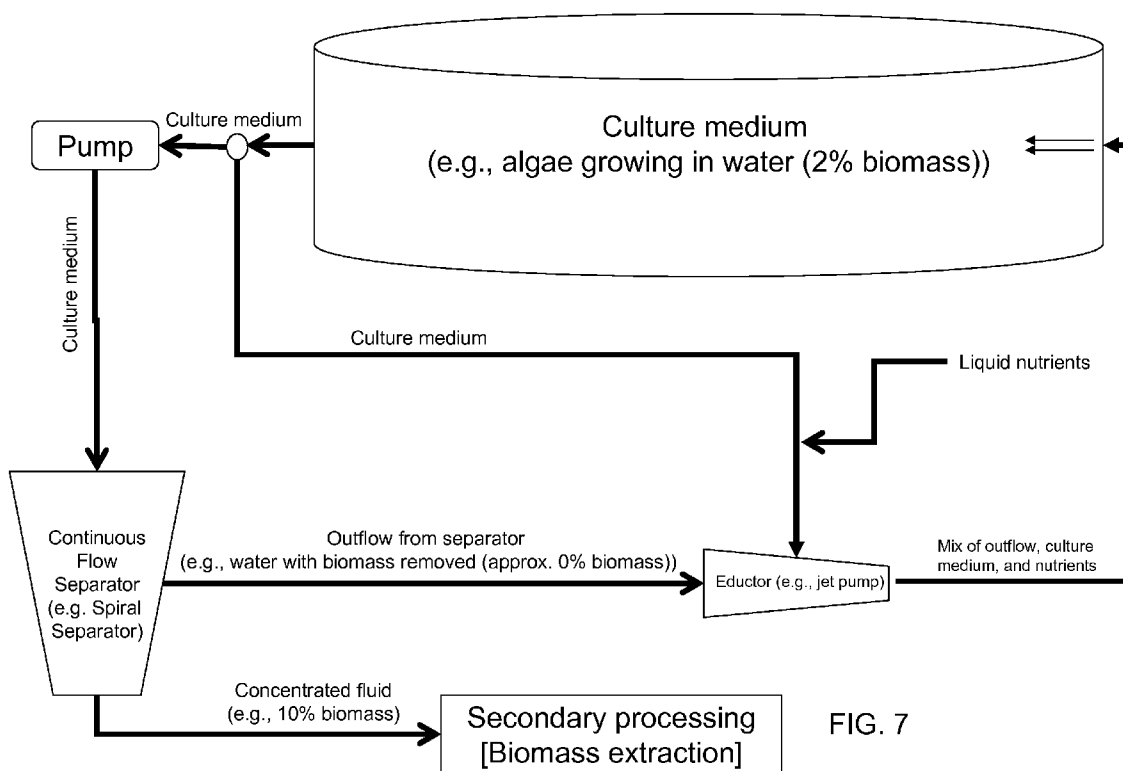 Culture medium
Pump
Culture medium
(e.g., algae growing in water (2% biomass))
Culture medium
Culture medium
Liquid nutrients
Continuous
Flow
Separator
(e.g. Spiral
Separator)
Outflow from separator
(e.g., water with biomass removed (approx. 0% biomass))
Eductor (e.g., jet pump)
Mix of outflow, culture
medium, and nutrients
Concentrated fluid
(e.g., 10% biomass)
Secondary processing
[Biomass extraction]
FIG. 7